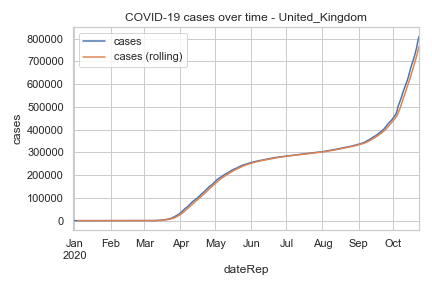 COVID-19 cases over time - United_Kingdom
cases
cases (rolling)
800000
700000
600000
500000
400000
300000
200000
100000
0
cases
Jan Feb Mar Apr May Jun Jul Aug Sep Oct
2020
dateRep